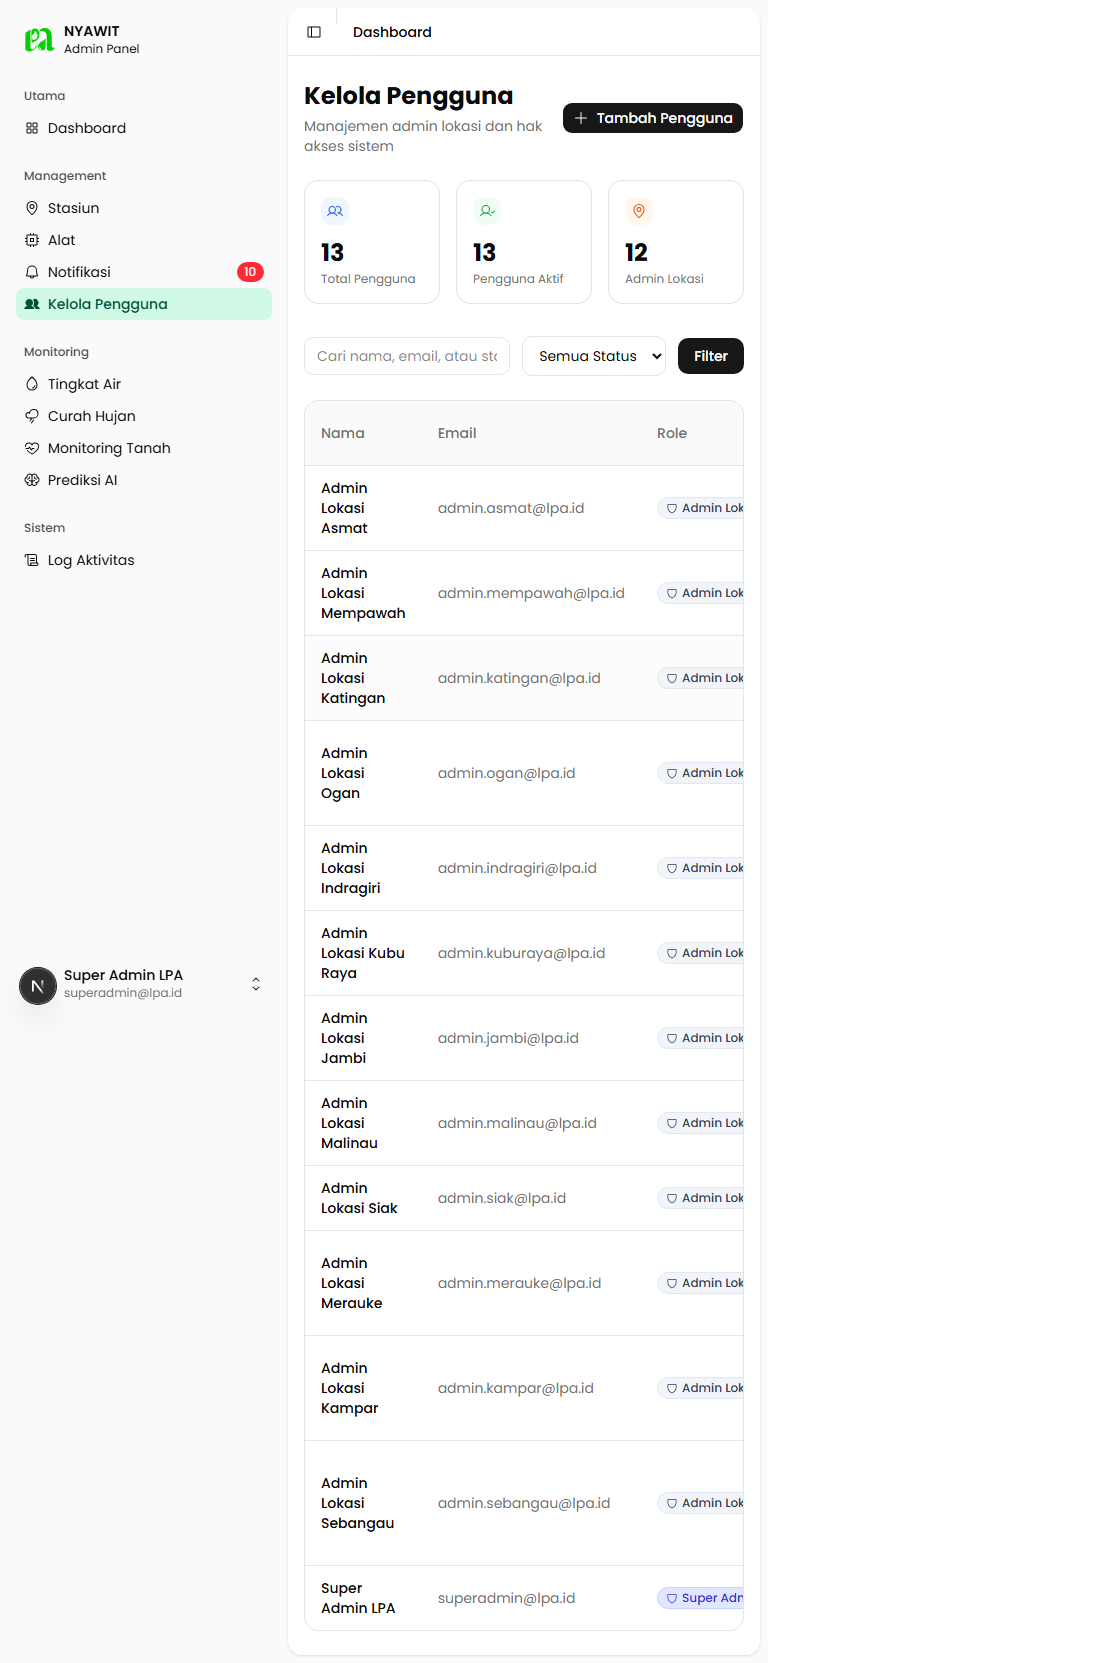 NYAWIT
Admin Panel
Utama
Dashboard
Management
Stasiun
Alat
Notifikasi 10
Kelola Pengguna
Monitoring
Tingkat Air
Curah Hujan
Monitoring Tanah
Prediksi AI
Sistem
Log Aktivitas
Super Admin LPA
superadmin@lpa.id
Dashboard
Kelola Pengguna
Manajemen admin lokasi dan hak
akses sistem
Tambah Pengguna
13
Total Pengguna
13
Pengguna Aktif
12
Admin Lokasi
Cari nama, email, atau sta
Semua Status
Filter
Nama Email Role
Admin
Lokasi
Asmat
admin.asmat@lpa.id
Admin Lok
Admin
Lokasi
Mempawah
admin.mempawah@lpa.id
Admin Lok
Admin
Lokasi
Katingan
admin.katingan@lpa.id
Admin Lok
Admin
Lokasi
Ogan
admin.ogan@lpa.id
Admin Lok
Admin
Lokasi
Indragiri
admin.indragiri@lpa.id
Admin Lok
Admin
Lokasi Kubu
Raya
admin.kuburaya@lpa.id
Admin Lok
Admin
Lokasi
Jambi
admin.jambi@lpa.id
Admin Lok
Admin
Lokasi
Malinau
admin.malinau@lpa.id
Admin Lok
Admin
Lokasi Siak
admin.siak@lpa.id
Admin Lok
Admin
Lokasi
Merauke
admin.merauke@lpa.id
Admin Lok
Admin
Lokasi
Kampar
admin.kampar@lpa.id
Admin Lok
Admin
Lokasi
Sebangau
admin.sebangau@lpa.id
Admin Lok
Super
Admin LPA
superadmin@lpa.id
Super Adm